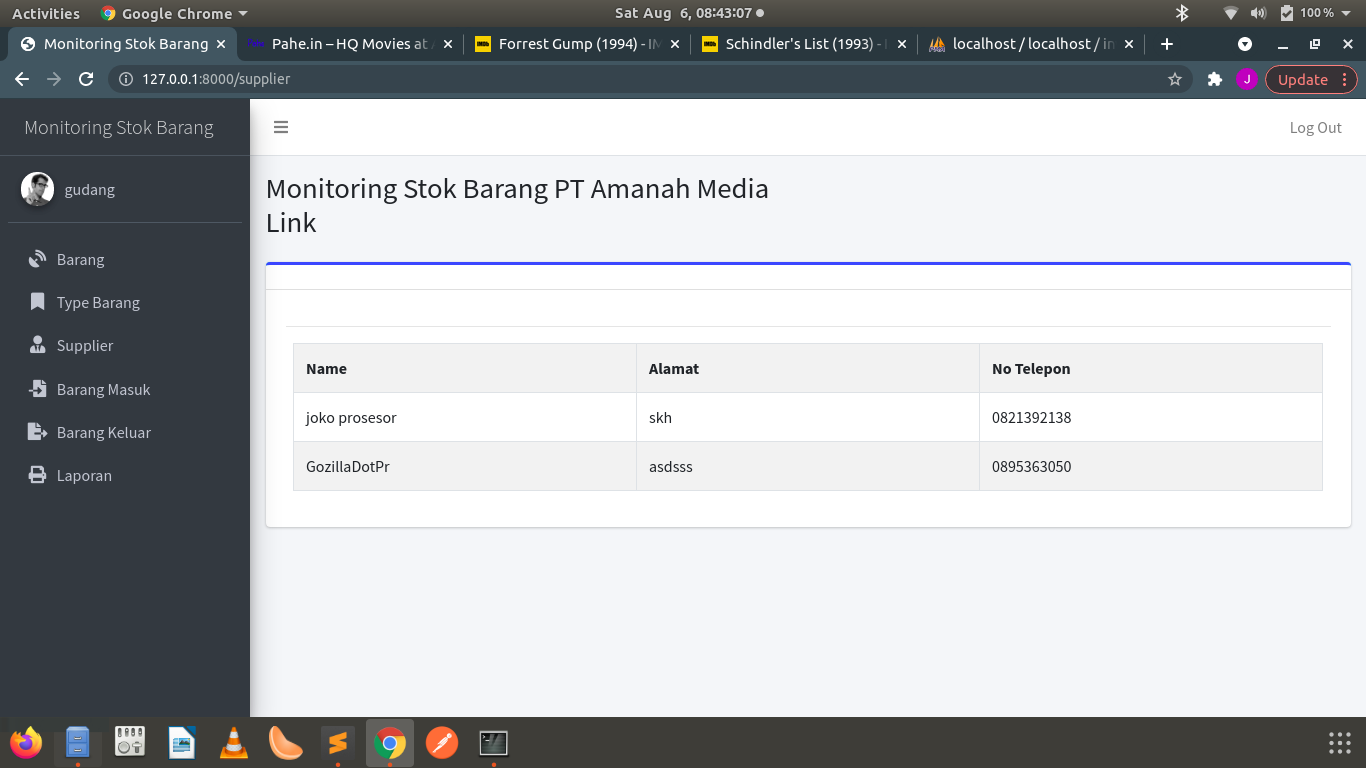 Activities Google Chrome Sat Aug 6, 08:43:07 100 %
Monitoring Stok Barang Pahe.in – HQ Movies at Forrest Gump (1994) - IM Schindler's List (1993) - localhost / localhost / in
127.0.0.1:8000/supplier J Update
Monitoring Stok Barang
Log Out
gudang
Barang
Type Barang
Supplier
Barang Masuk
Barang Keluar
Laporan
Monitoring Stok Barang PT Amanah Media
Link
Name Alamat No Telepon
joko prosesor skh 0821392138
GozillaDotPr asdsss 0895363050